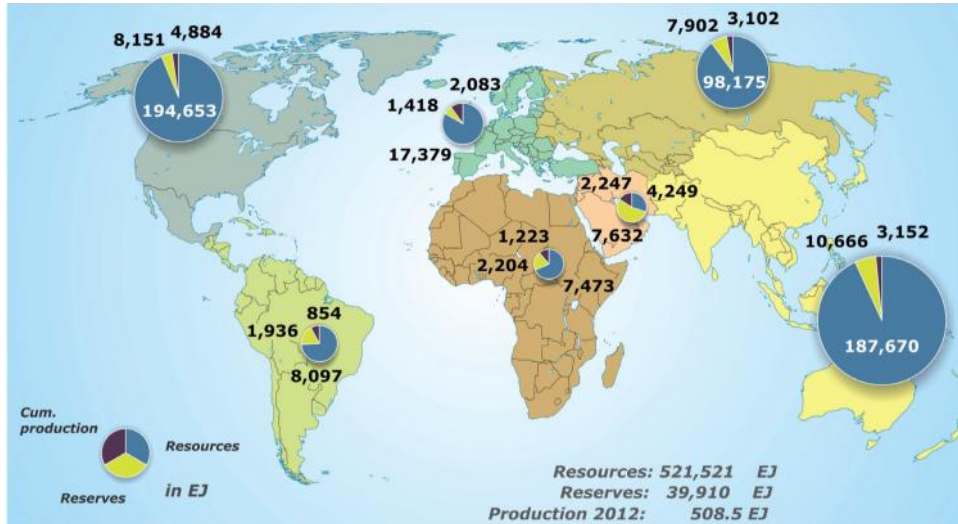 8,151 4,884
194,653
7,902 3,102
98,175
2,083
1,418
17,379
2,247 4,249
7,632
1,223
2,204
7,473
10,666 3,152
187,670
854
1,936
8,097
Cum.
production
Resources
Reserves
in EJ
Resources: 521,521 EJ
Reserves: 39,910 EJ
Production 2012: 508.5 EJ